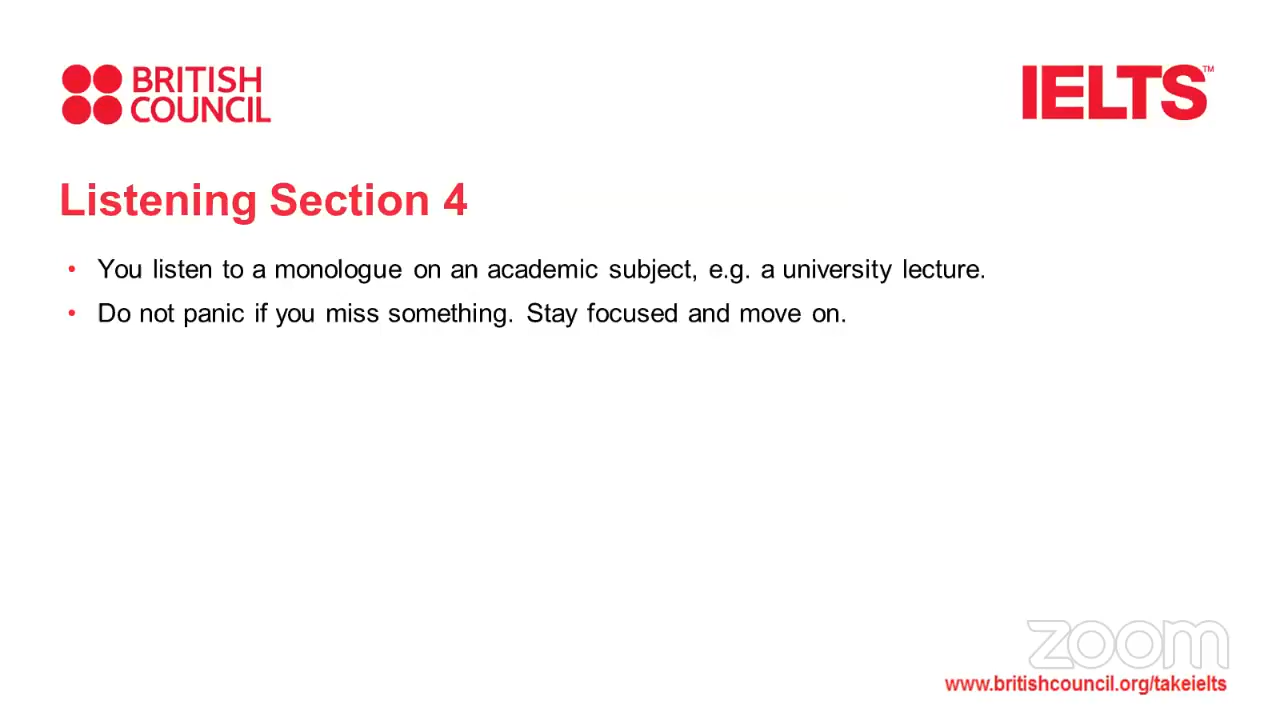 BRITISH
COUNCIL
IELTS™
Listening Section 4
• You listen to a monologue on an academic subject, e.g. a university lecture.
• Do not panic if you miss something. Stay focused and move on.
zoom
www.britishcouncil.org/takeielts